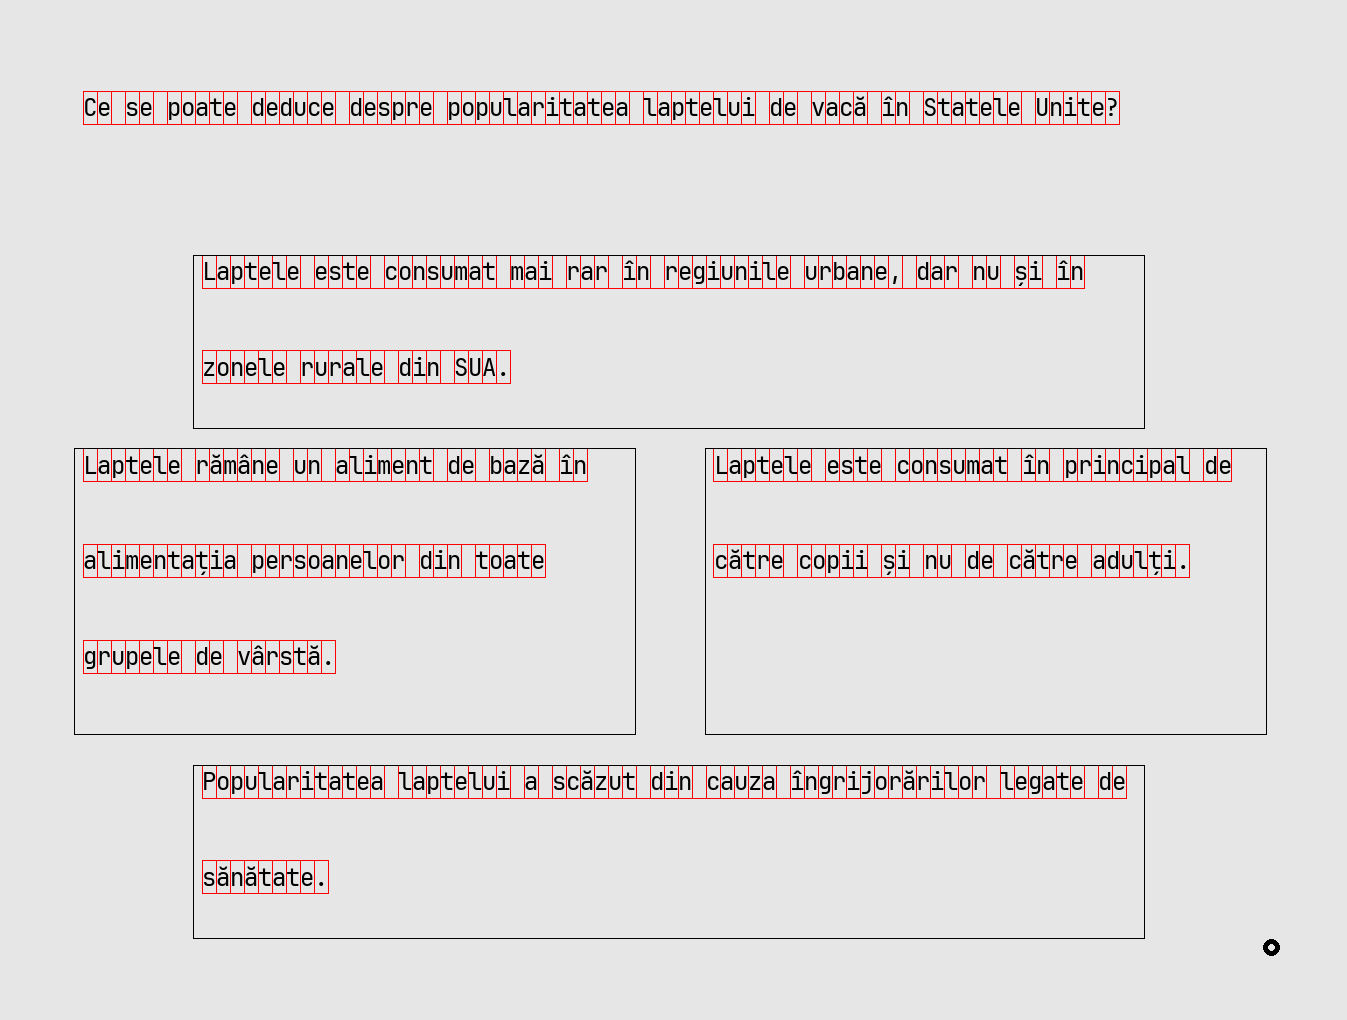 Ce se poate deduce despre popularitatea laptelui de vacă în Statele Unite?
Laptele este consumat mai rar în regiunile urbane, dar nu și în
zonele rurale din SUA.
Laptele rămâne un aliment de bază în
alimentația persoanelor din toate
grupele de vârstă.
Laptele este consumat în principal de
către copii și nu de către adulți.
Popularitatea laptelui a scăzut din cauza îngrijorărilor legate de
sănătate.